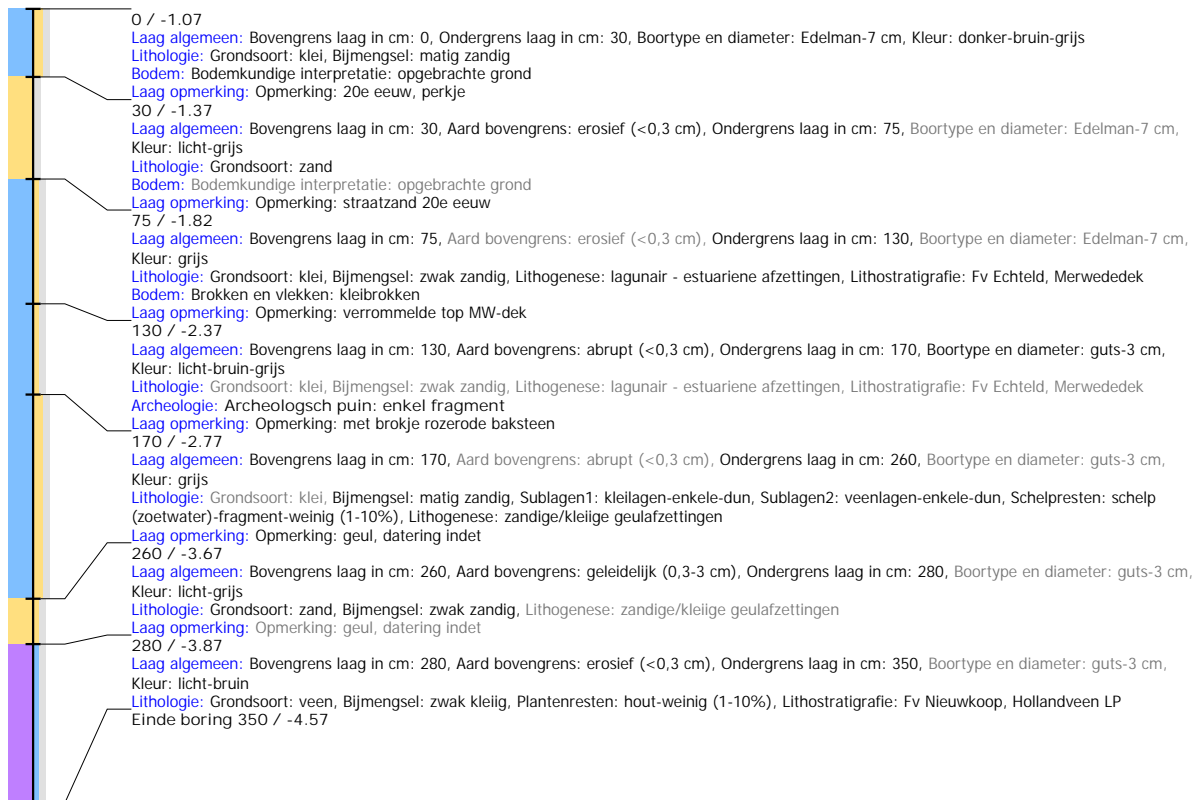 0 / -1.07
Laag algemeen: Bovengrens laag in cm: 0, Ondergrens laag in cm: 30, Boortype en diameter: Edelman-7 cm, Kleur: donker-bruin-grijs
Lithologie: Grondsoort: klei, Bijmengsel: matig zandig
Bodem: Bodemkundige interpretatie: opgebrachte grond
Laag opmerking: Opmerking: 20e eeuw, perkje
30 / -1.37
Laag algemeen: Bovengrens laag in cm: 30, Aard bovengrens: erosief (<0,3 cm), Ondergrens laag in cm: 75, Boortype en diameter: Edelman-7 cm,
Kleur: licht-grijs
Lithologie: Grondsoort: zand
Bodem: Bodemkundige interpretatie: opgebrachte grond
Laag opmerking: Opmerking: straatzand 20e eeuw
75 / -1.82
Laag algemeen: Bovengrens laag in cm: 75, Aard bovengrens: erosief (<0,3 cm), Ondergrens laag in cm: 130, Boortype en diameter: Edelman-7 cm,
Kleur: grijs
Lithologie: Grondsoort: klei, Bijmengsel: zwak zandig, Lithogenese: lagunair - estuariene afzettingen, Lithostratigrafie: Fv Echteld, Merwededek
Bodem: Brokken en vlekken: kleibrokken
Laag opmerking: Opmerking: verrommelde top MW-dek
130 / -2.37
Laag algemeen: Bovengrens laag in cm: 130, Aard bovengrens: abrupt (<0,3 cm), Ondergrens laag in cm: 170, Boortype en diameter: guts-3 cm,
Kleur: licht-bruin-grijs
Lithologie: Grondsoort: klei, Bijmengsel: zwak zandig, Lithogenese: lagunair - estuariene afzettingen, Lithostratigrafie: Fv Echteld, Merwededek
Archeologie: Archeologsch puin: enkel fragment
Laag opmerking: Opmerking: met brokje rozerode baksteen
170 / -2.77
Laag algemeen: Bovengrens laag in cm: 170, Aard bovengrens: abrupt (<0,3 cm), Ondergrens laag in cm: 260, Boortype en diameter: guts-3 cm,
Kleur: grijs
Lithologie: Grondsoort: klei, Bijmengsel: matig zandig, Sublagen1: kleilagen-enkele-dun, Sublagen2: veenlagen-enkele-dun, Schelpresten: schelp
(zoetwater)-fragment-weinig (1-10%), Lithogenese: zandige/kleiige geulafzettingen
Laag opmerking: Opmerking: geul, datering indet
260 / -3.67
Laag algemeen: Bovengrens laag in cm: 260, Aard bovengrens: geleidelijk (0,3-3 cm), Ondergrens laag in cm: 280, Boortype en diameter: guts-3 cm,
Kleur: licht-grijs
Lithologie: Grondsoort: zand, Bijmengsel: zwak zandig, Lithogenese: zandige/kleiige geulafzettingen
Laag opmerking: Opmerking: geul, datering indet
280 / -3.87
Laag algemeen: Bovengrens laag in cm: 280, Aard bovengrens: erosief (<0,3 cm), Ondergrens laag in cm: 350, Boortype en diameter: guts-3 cm,
Kleur: licht-bruin
Lithologie: Grondsoort: veen, Bijmengsel: zwak kleiig, Plantenresten: hout-weinig (1-10%), Lithostratigrafie: Fv Nieuwkoop, Hollandveen LP
Einde boring 350 / -4.57